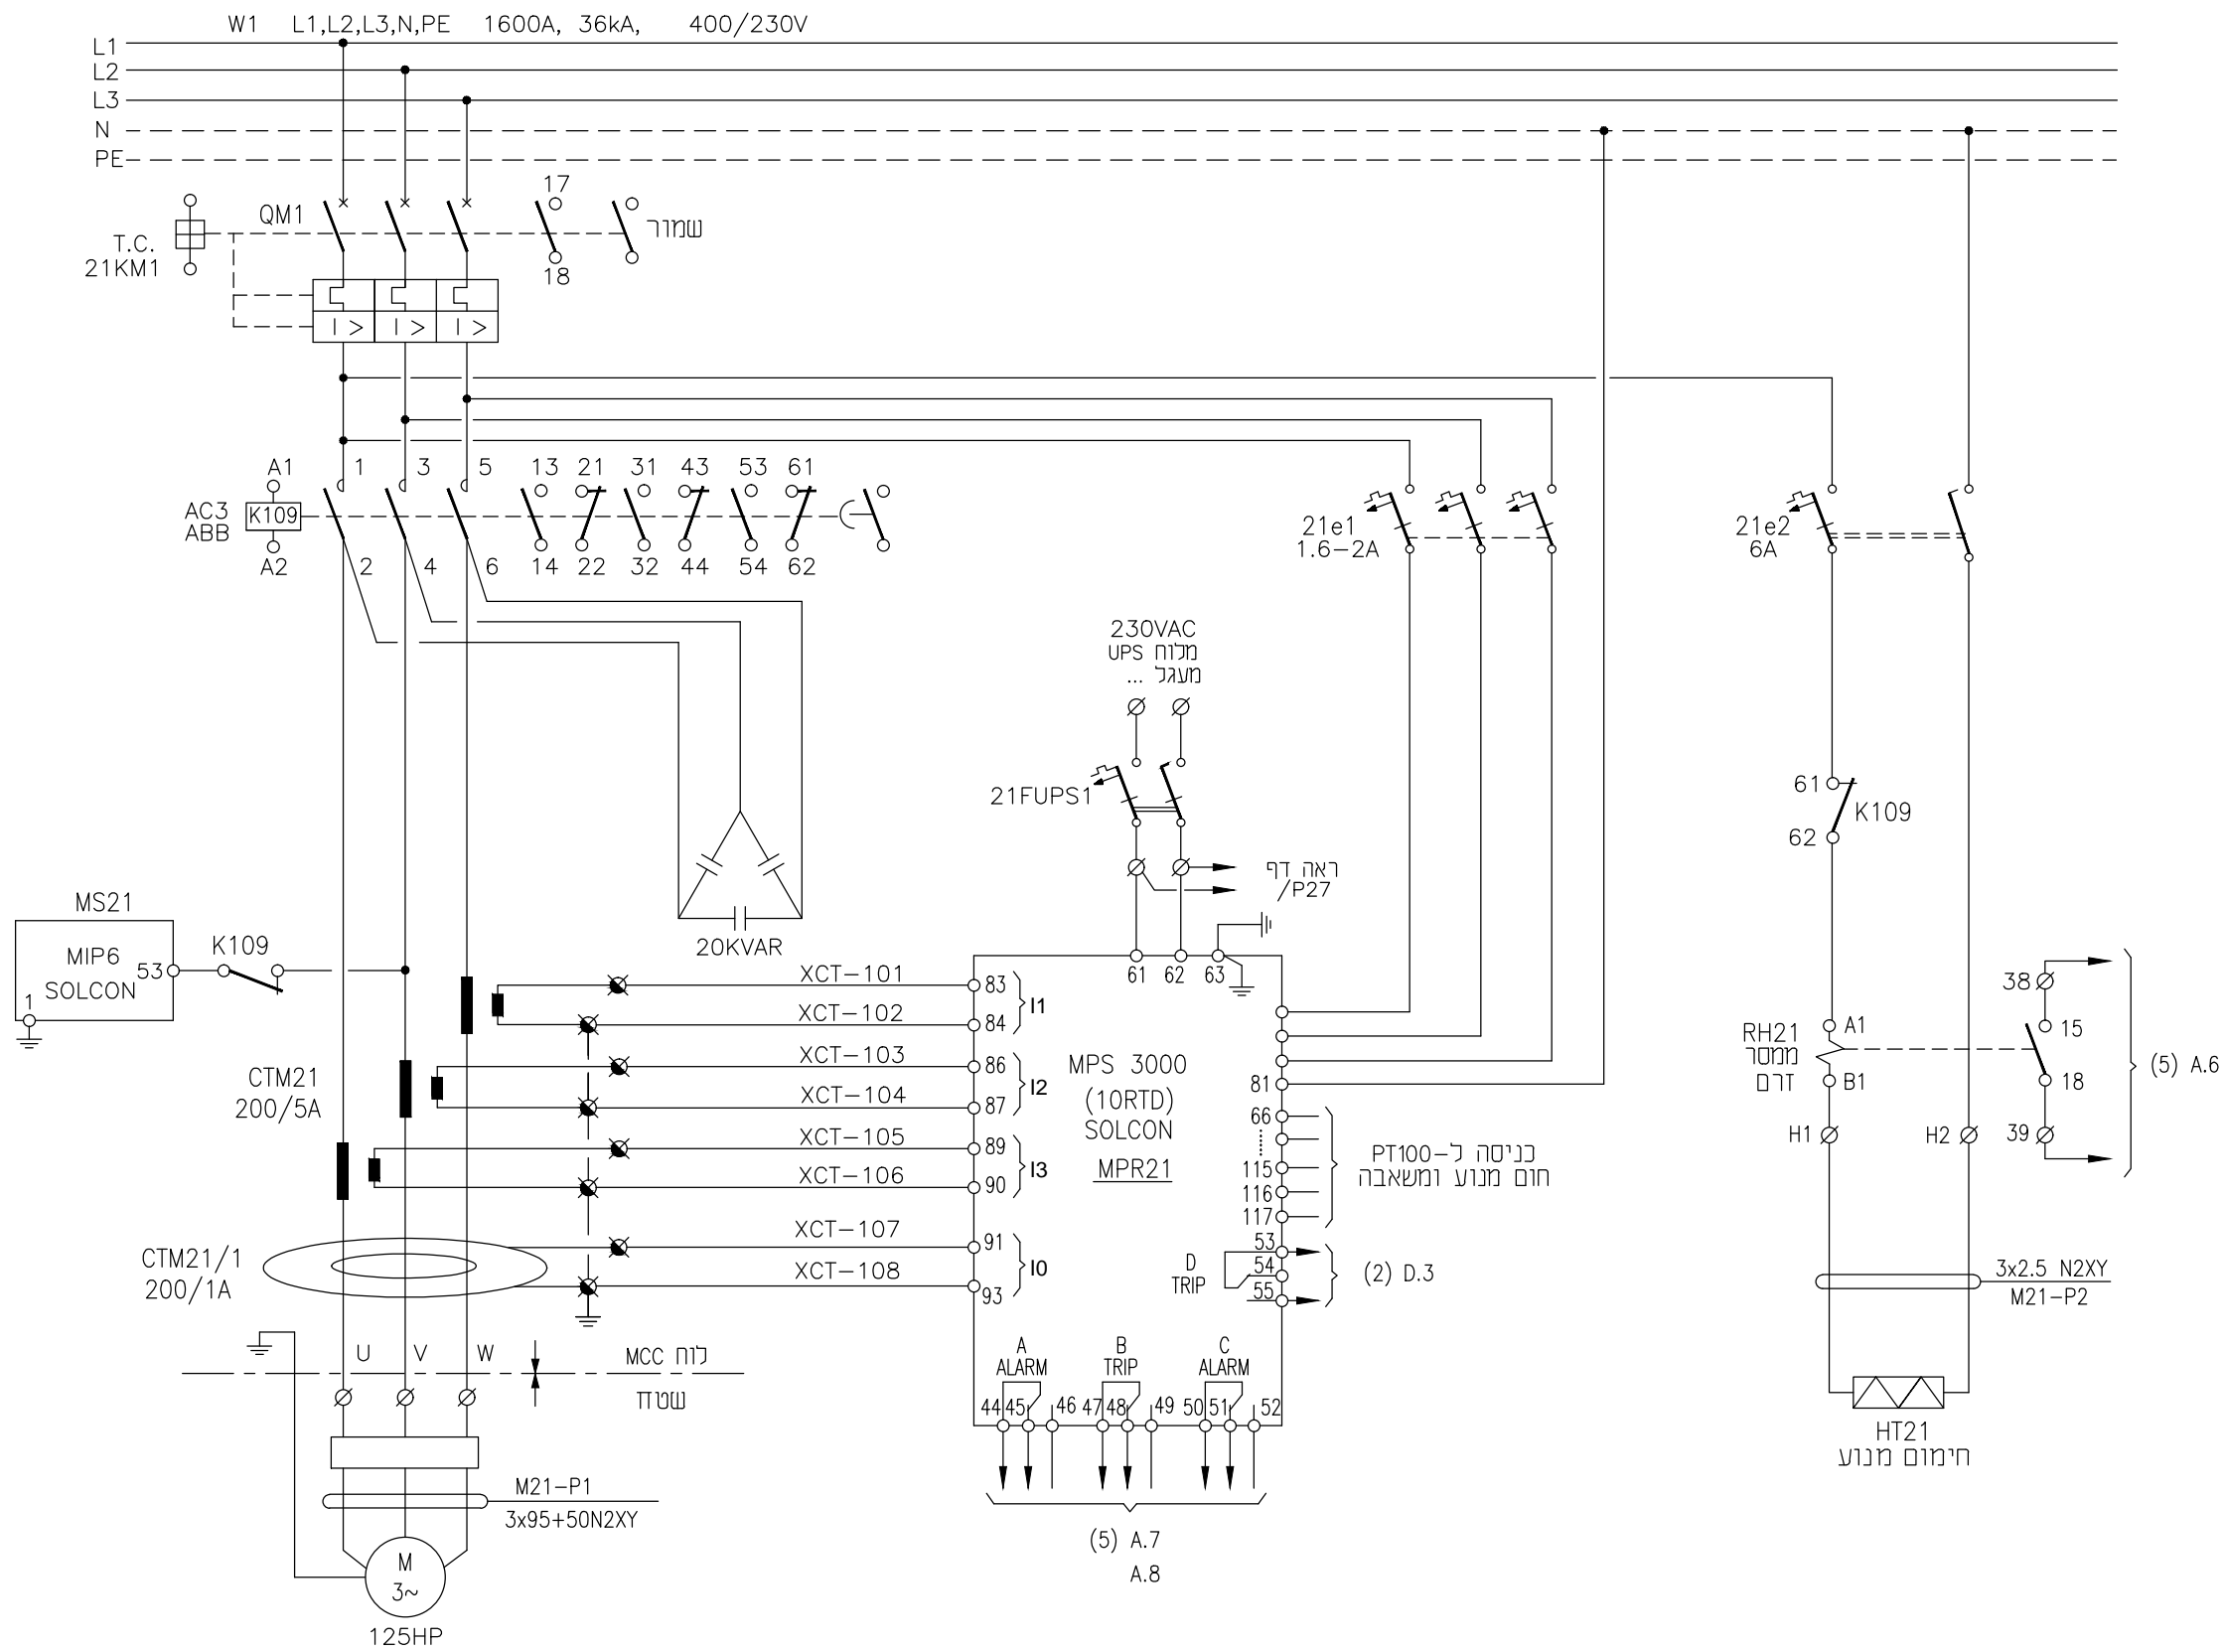 W1 L1,L2,L3,N,PE 1600A, 36kA, 400/230V
L1
L2
L3
N
PE
QM1
17
18
שמור
T.C.
21KM1
I >
I >
I >
A1
1
3
5
13
21
31
43
53
61
AC3
ABB
K109
A2
2
4
6
14
22
32
44
54
62
21e1
1.6-2A
21e2
6A
230VAC
מלוח UPS
מעגל ...
21FUPS1
ראה דף
/P27
61
62
K109
20KVAR
MS21
MIP6
SOLCON
53
1
K109
61
62
63
XCT-101
83
XCT-102
84
I1
XCT-103
86
XCT-104
87
I2
XCT-105
89
XCT-106
90
I3
XCT-107
91
XCT-108
93
I0
CTM21
200/5A
CTM21/1
200/1A
MPS 3000
(10RTD)
SOLCON
MPR21
81
66
115
116
117
כניסה ל-PT100
חום מנוע ומשאבה
D
TRIP
53
54
55
(2) D.3
A
ALARM
B
TRIP
C
ALARM
44
45
46
47
48
49
50
51
52
(5) A.7
A.8
RH21
ממסר
זרם
A1
B1
38
15
18
39
(5) A.6
H1
H2
3x2.5 N2XY
M21-P2
HT21
חימום מנוע
U
V
W
לוח MCC
שטח
M21-P1
3x95+50N2XY
M
3~
125HP